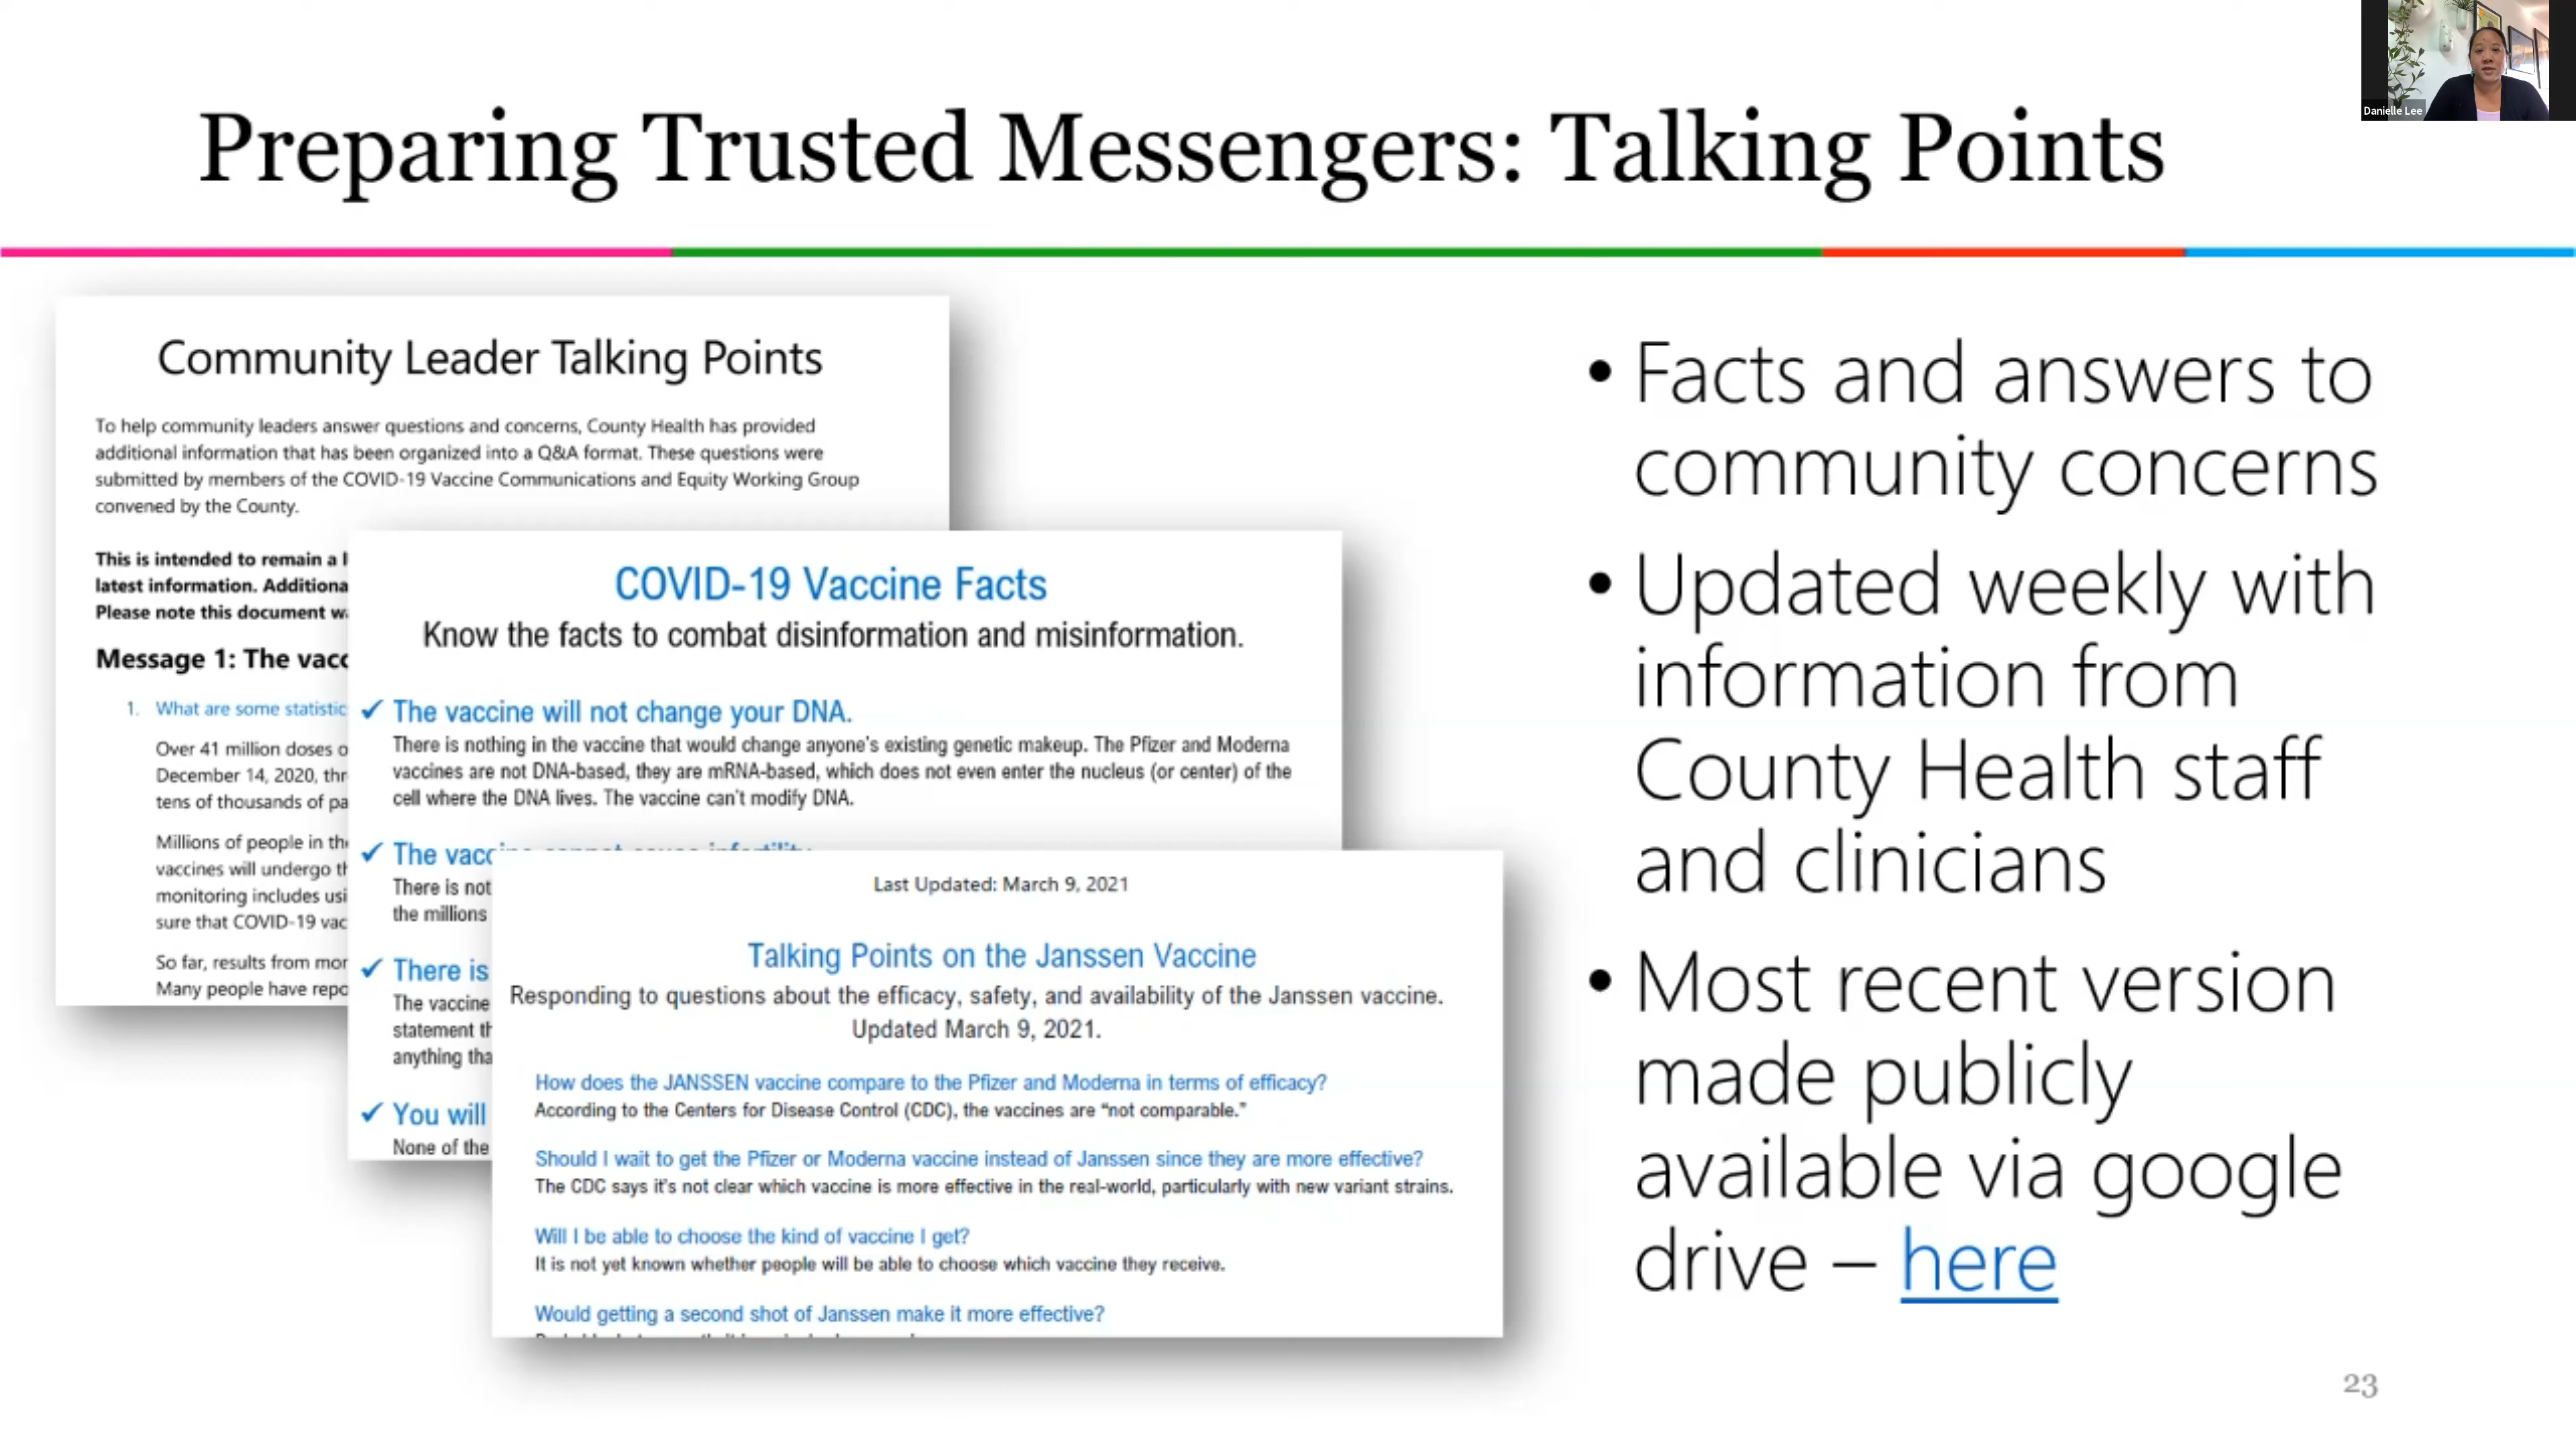 Danielle Lee
Preparing Trusted Messengers: Talking Points
Community Leader Talking Points
To help community leaders answer questions and concerns, County Health has provided
additional information that has been organized into a Q&A format. These questions were
submitted by members of the COVID-19 Vaccine Communications and Equity Working Group
convened by the County.
This is intended to remain a
latest information.
Please note this document
Message 1: The
1. What are some
Over 41 million doses
December 14, 2020,
tens of thousands of
Millions of people in
vaccines will undergo
monitoring includes
sure that COVID-19
So far, results from
Many people have
COVID-19 Vaccine Facts
Know the facts to combat disinformation and misinformation.
✓ The vaccine will not change your DNA.
There is nothing in the vaccine that would change anyone's existing genetic makeup. The Pfizer and Moderna
vaccines are not DNA-based, they are mRNA-based, which does not even enter the nucleus (or center) of the
cell where the DNA lives. The vaccine can't modify DNA.
✓ The vaccine cannot cause infertility.
There is not
the millions
✓ There is
The vaccine
statement
anything
✓ You will
None of the
Last Updated: March 9, 2021
Talking Points on the Janssen Vaccine
Responding to questions about the efficacy, safety, and availability of the Janssen vaccine.
Updated March 9, 2021.
How does the JANSSEN vaccine compare to the Pfizer and Moderna in terms of efficacy?
According to the Centers for Disease Control (CDC), the vaccines are “not comparable.”
Should I wait to get the Pfizer or Moderna vaccine instead of Janssen since they are more effective?
The CDC says it's not clear which vaccine is more effective in the real-world, particularly with new variant strains.
Will I be able to choose the kind of vaccine I get?
It is not yet known whether people will be able to choose which vaccine they receive.
Would getting a second shot of Janssen make it more effective?
• Facts and answers to
community concerns
• Updated weekly with
information from
County Health staff
and clinicians
• Most recent version
made publicly
available via google
drive – here
23